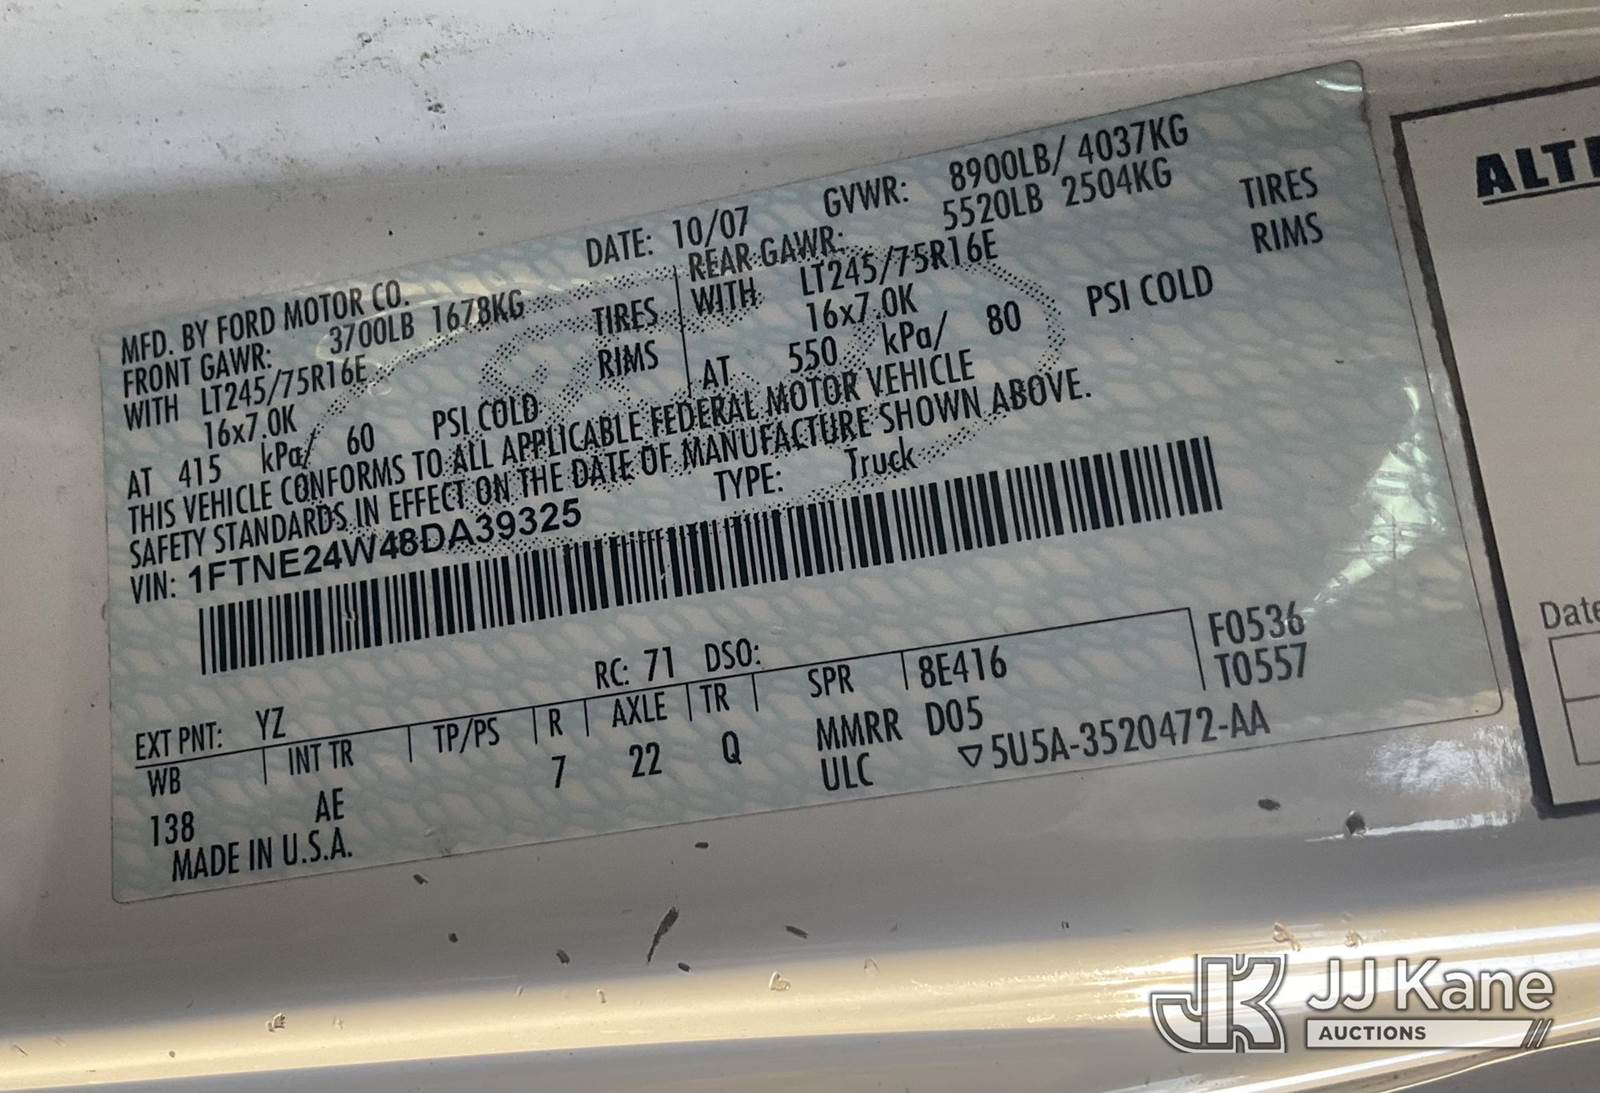 MFD. BY FORD MOTOR CO.
DATE: 10/07
GVWR: 8900LB/ 4037KG
FRONT GAWR: 3700LB 1678KG
WITH LT245/75R16E TIRES
16x7.0K RIMS
AT 415 kPa/ 60 PSI COLD
REAR GAWR: 5520LB 2504KG
WITH LT245/75R16E TIRES
16x7.0K RIMS
AT 550 kPa/ 80 PSI COLD
THIS VEHICLE CONFORMS TO ALL APPLICABLE FEDERAL MOTOR VEHICLE
SAFETY STANDARDS IN EFFECT ON THE DATE OF MANUFACTURE SHOWN ABOVE.
VIN: 1FTNE24W48DA39325
TYPE: Truck
F0536
T0557
EXT PNT: YZ RC: 71 DSO:
WB INT TR TP/PS R AXLE TR SPR 8E416
138 AE 7 22 Q MMRR D05
ULC ▽5U5A-3520472-AA
MADE IN U.S.A.
ALT
Date
JK JJ Kane
AUCTIONS